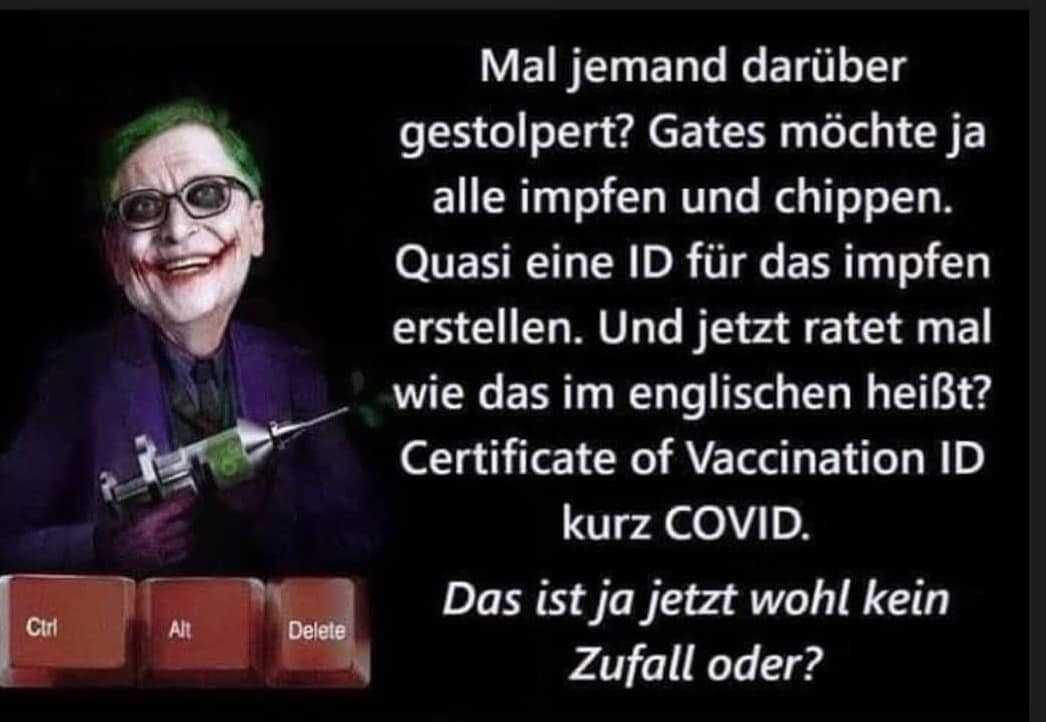 Mal jemand darüber
gestolpert? Gates möchte ja
alle impfen und chippen.
Quasi eine ID für das impfen
erstellen. Und jetzt ratet mal
wie das im englischen heißt?
Certificate of Vaccination ID
kurz COVID.
Das ist ja jetzt wohl kein
Zufall oder?
Ctrl Alt Delete